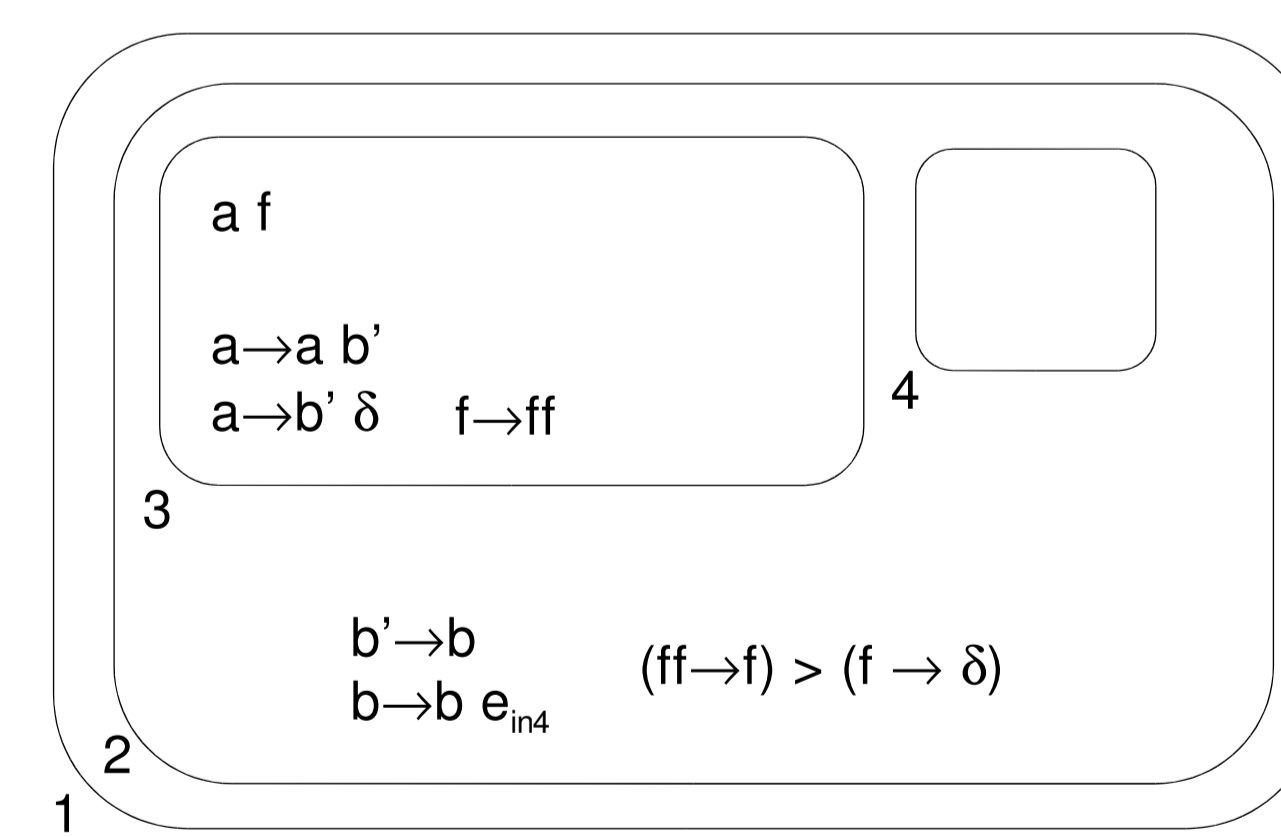 a f
a→a b’
a→b’ δ f→ff
4
3
b’→b
(ff→f) > (f → δ)
b→b e_in4
2
1